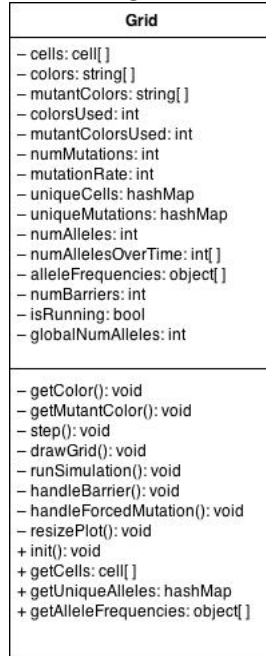 Grid
– cells: cell[ ]
– colors: string[ ]
– mutantColors: string[ ]
– colorsUsed: int
– mutantColorsUsed: int
– numMutations: int
– mutationRate: int
– uniqueCells: hashMap
– uniqueMutations: hashMap
– numAlleles: int
– numAllelesOverTime: int[ ]
– alleleFrequencies: object[ ]
– numBarriers: int
– isRunning: bool
– globalNumAlleles: int
– getColor(): void
– getMutantColor(): void
– step(): void
– drawGrid(): void
– runSimulation(): void
– handleBarrier(): void
– handleForcedMutation(): void
– resizePlot(): void
+ init(): void
+ getCells: cell[ ]
+ getUniqueAlleles: hashMap
+ getAlleleFrequencies: object[ ]